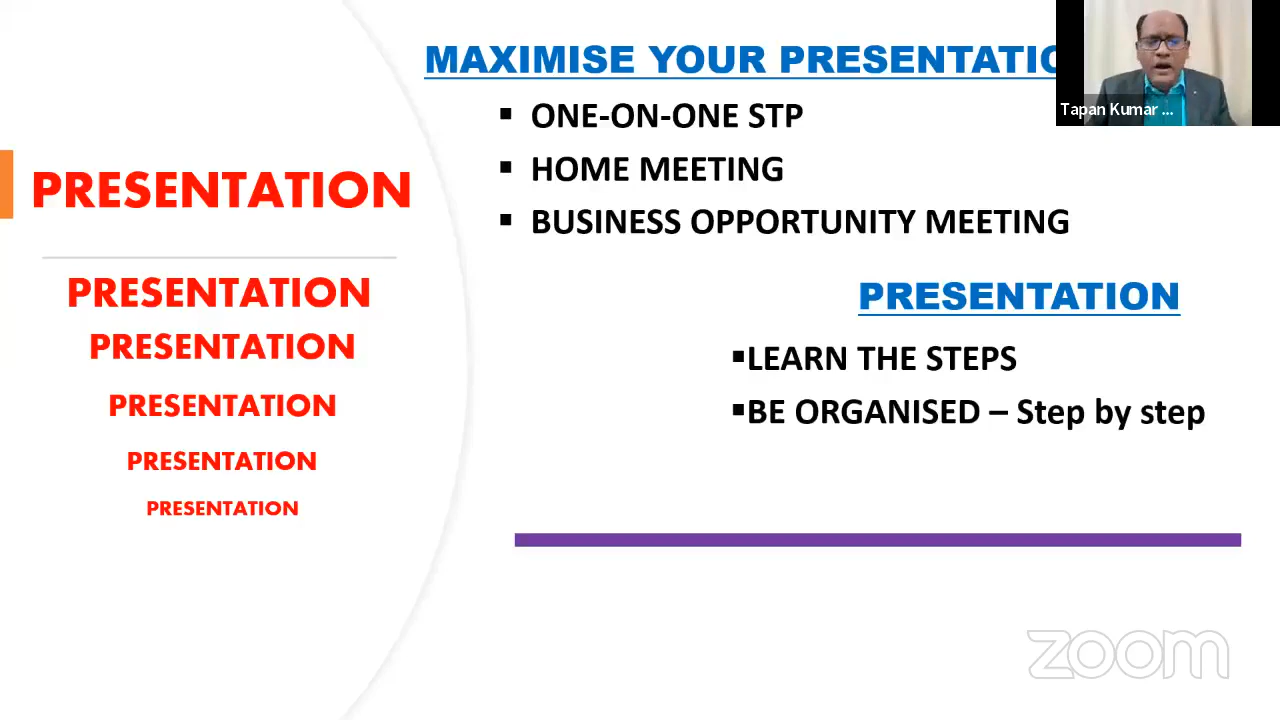 PRESENTATION
PRESENTATION
PRESENTATION
PRESENTATION
PRESENTATION
PRESENTATION
MAXIMISE YOUR PRESENTATIO
▪ ONE-ON-ONE STP
▪ HOME MEETING
▪ BUSINESS OPPORTUNITY MEETING
PRESENTATION
▪LEARN THE STEPS
▪BE ORGANISED – Step by step
Tapan Kumar ...
zoom